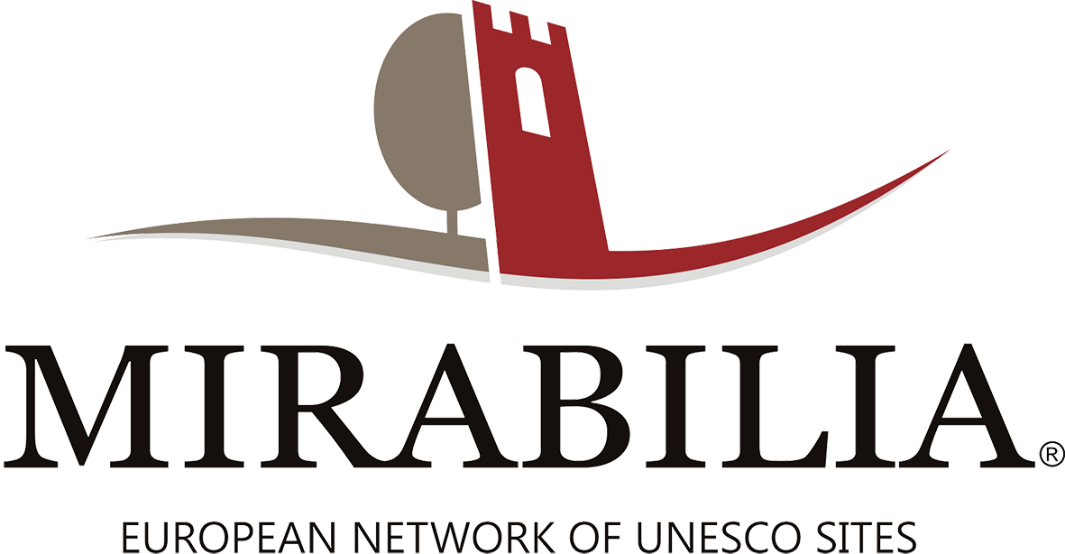 MIRABILIA®
EUROPEAN NETWORK OF UNESCO SITES